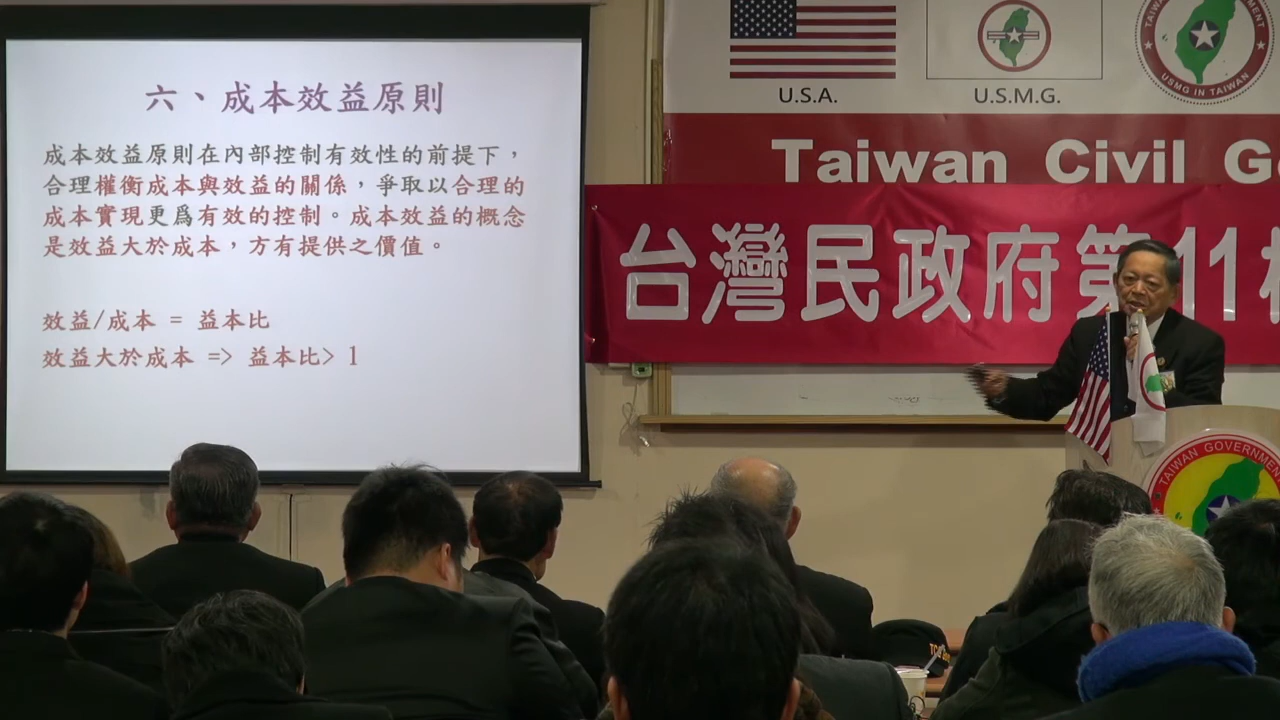 六、成本效益原則
成本效益原則在內部控制有效性的前提下，
合理權衡成本與效益的關係，爭取以合理的
成本實現更爲有效的控制。成本效益的概念
是效益大於成本，方有提供之價值。
效益/成本 = 益本比
效益大於成本 => 益本比> 1
U.S.A.
U.S.M.G.
USMG IN TAIWAN
Taiwan Civil
台灣民政府第11
TAIWAN GOVERNMENT